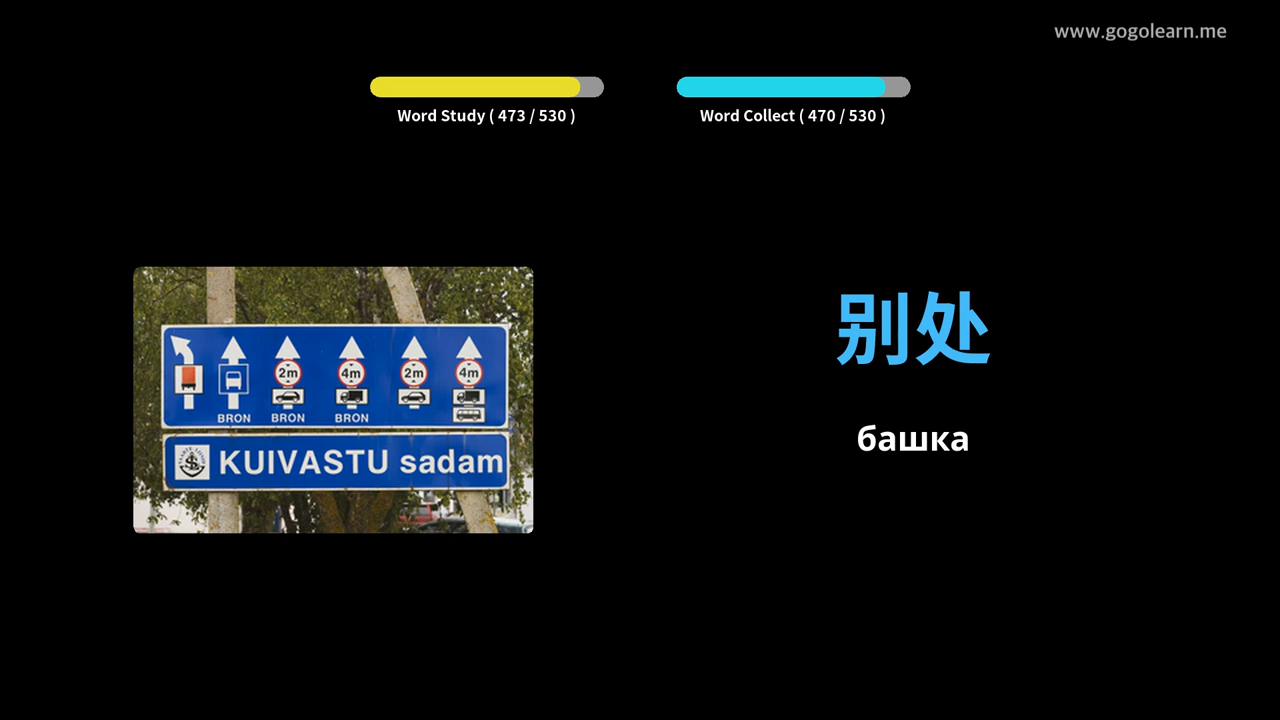 www.gogolearn.me
Word Study ( 473 / 530 )
Word Collect ( 470 / 530 )
2m
4m
2m
4m
BRON
BRON
BRON
KUIVASTU sadam
别处
башка